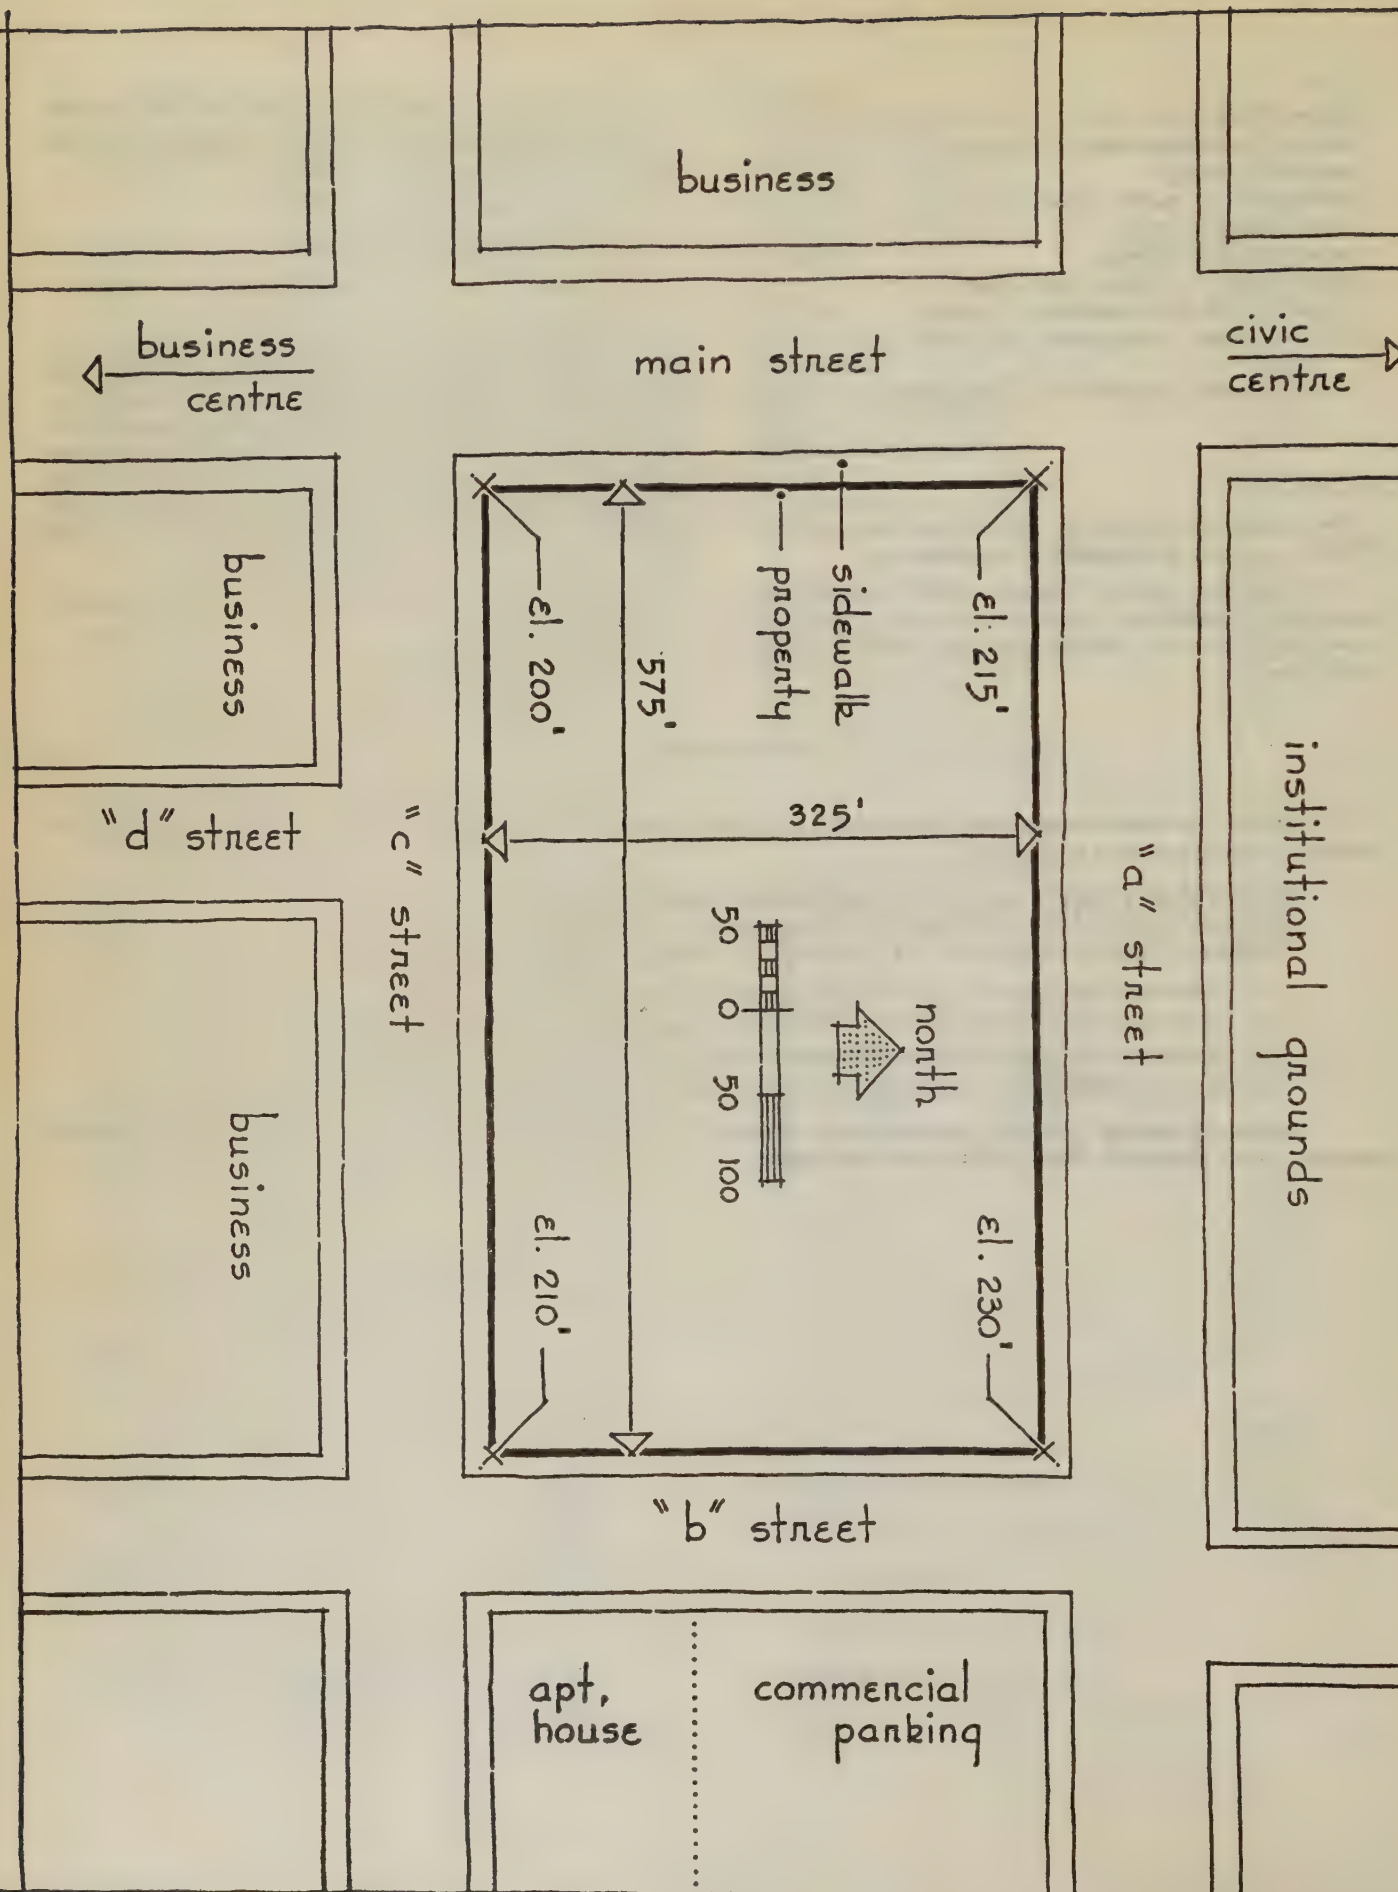 business
business
centre
main street
civic
centre
business
el. 200'
575'
property
sidewalk
el. 215'
325'
"d" street
"c" street
"a" street
institutional grounds
50 0 50 100
north
business
el. 210'
el. 230'
"b" street
apt.
house
commercial
parking